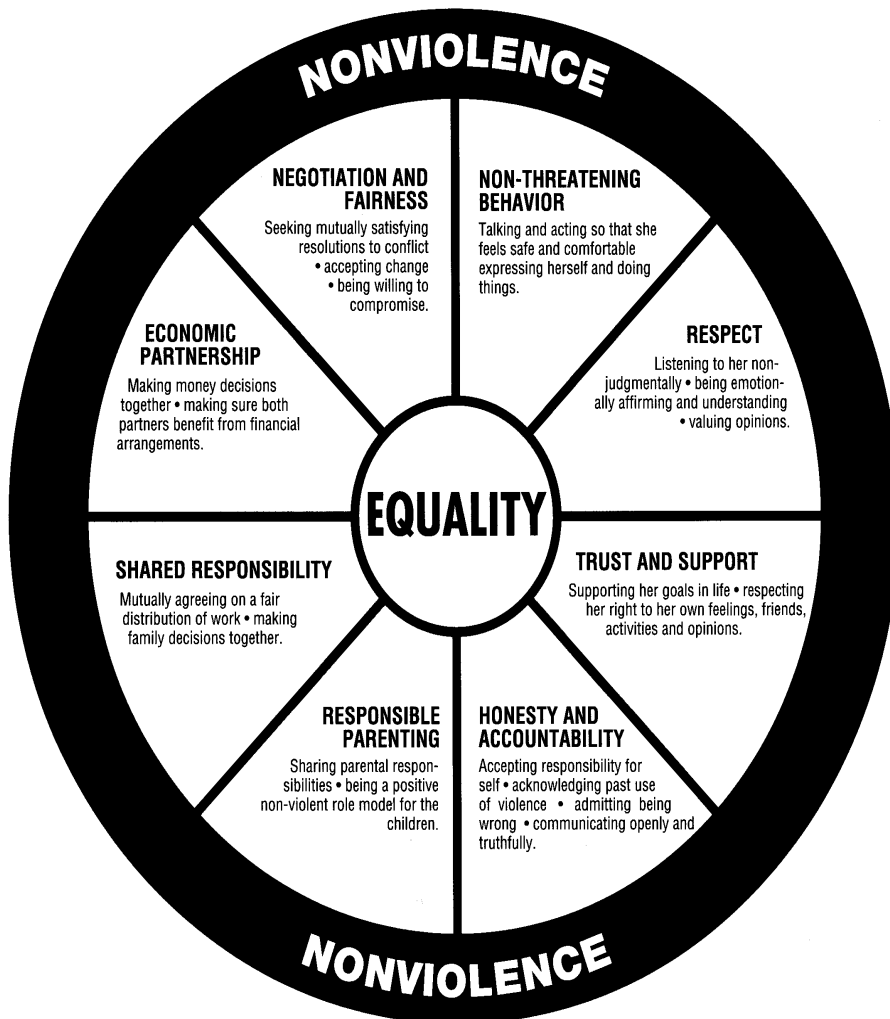 NONVIOLENCE
NEGOTIATION AND
FAIRNESS
Seeking mutually satisfying
resolutions to conflict
• accepting change
• being willing to
compromise.
NON-THREATENING
BEHAVIOR
Talking and acting so that she
feels safe and comfortable
expressing herself and doing
things.
ECONOMIC
PARTNERSHIP
Making money decisions
together • making sure both
partners benefit from financial
arrangements.
RESPECT
Listening to her non-
judgmentally • being emotion-
ally affirming and understanding
• valuing opinions.
EQUALITY
SHARED RESPONSIBILITY
Mutually agreeing on a fair
distribution of work • making
family decisions together.
TRUST AND SUPPORT
Supporting her goals in life • respecting
her right to her own feelings, friends,
activities and opinions.
RESPONSIBLE
PARENTING
Sharing parental respon-
sibilities • being a positive
non-violent role model for the
children.
HONESTY AND
ACCOUNTABILITY
Accepting responsibility for
self • acknowledging past use
of violence • admitting being
wrong • communicating openly and
truthfully.
NONVIOLENCE